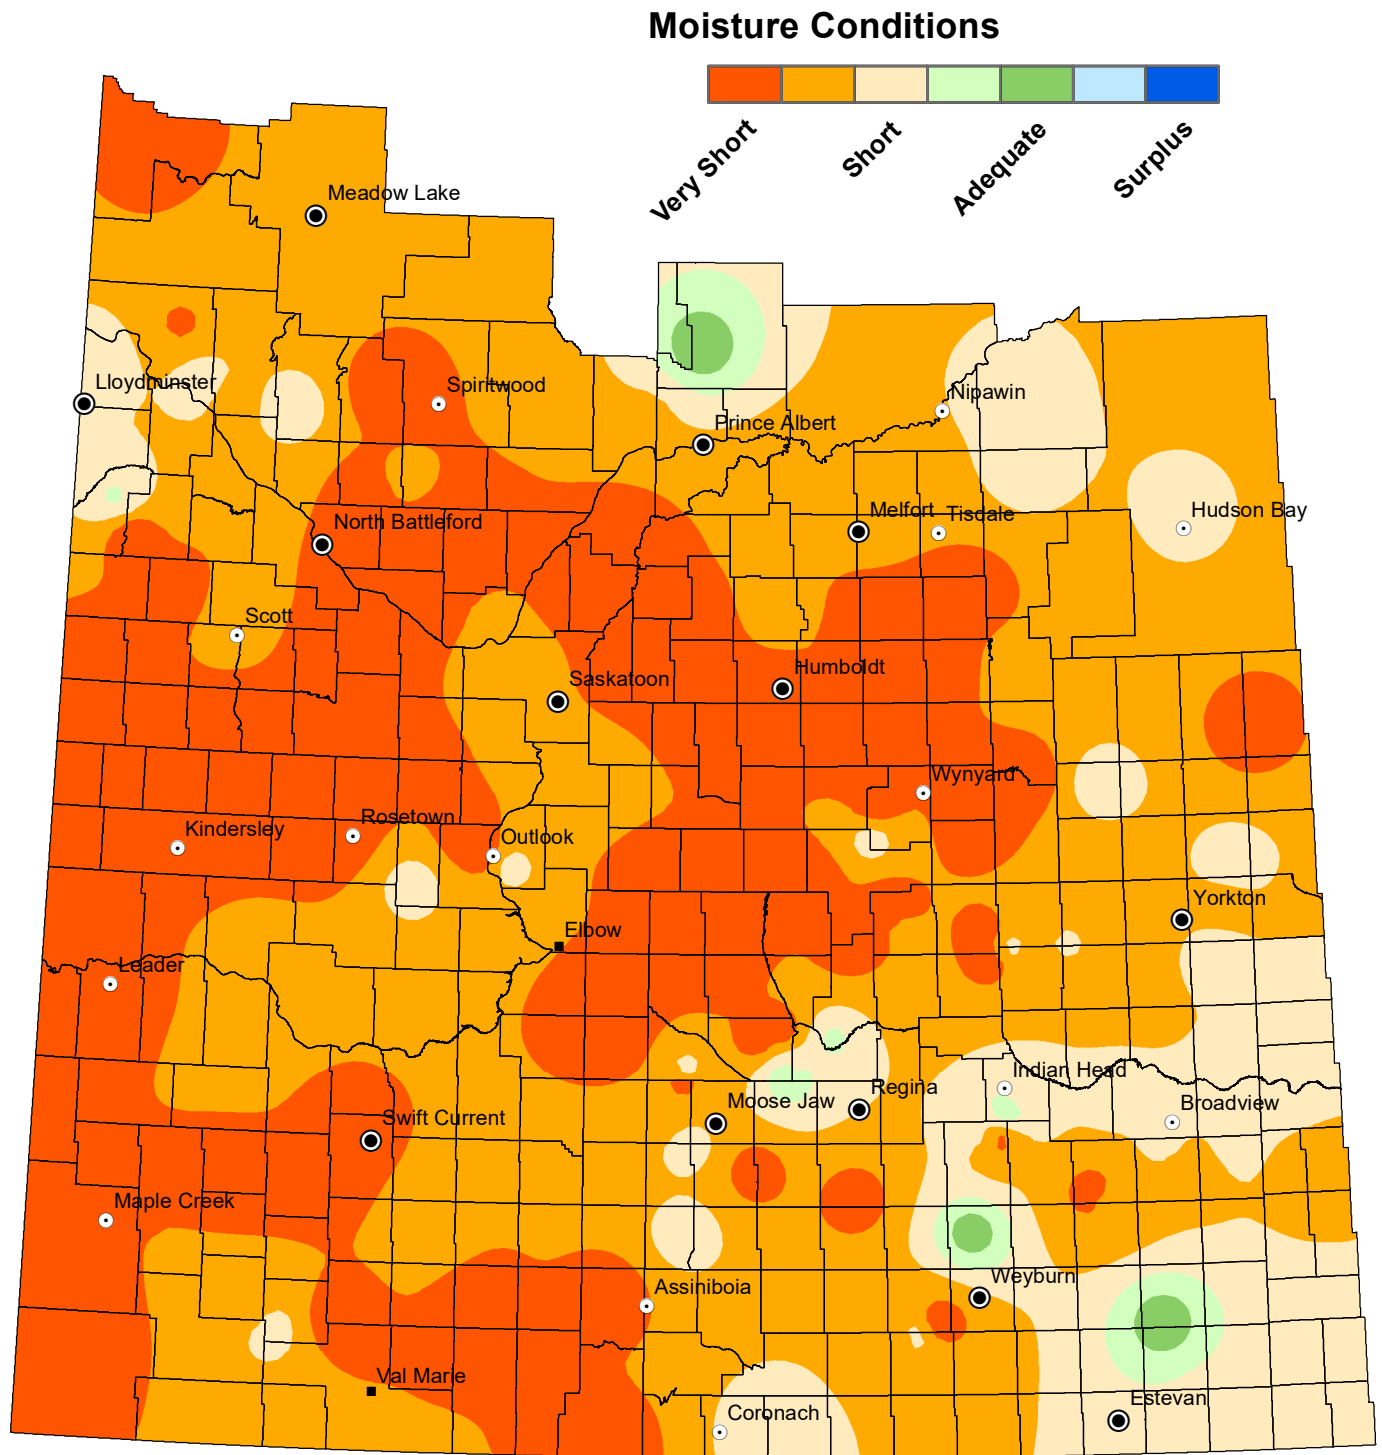 Moisture Conditions
Very Short
Short
Adequate
Surplus
Meadow Lake
Lloydminster
Spiritwood
Nipawin
Prince Albert
North Battleford
Melfort
Tisdale
Hudson Bay
Scott
Saskatoon
Humboldt
Wynyard
Kindersley
Rosetown
Outlook
Yorkton
Elbow
Leader
Indian Head
Regina
Moose Jaw
Broadview
Swift Current
Maple Creek
Weyburn
Assiniboia
Val Marie
Coronach
Estevan